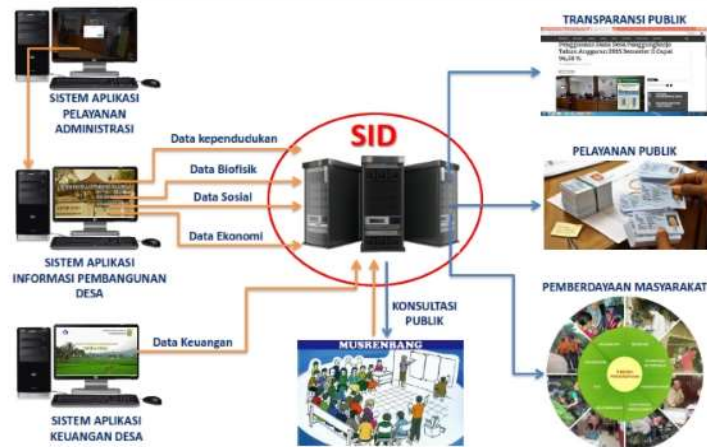 SISTEM APLIKASI
PELAYANAN
ADMINISTRASI
SISTEM APLIKASI
INFORMASI PEMBANGUNAN
DESA
SISTEM APLIKASI
KEUANGAN DESA
Data kependudukan
Data Biofisik
Data Sosial
Data Ekonomi
Data Keuangan
SID
KONSULTASI
PUBLIK
MUSRENBANG
TRANSPARANSI PUBLIK
PELAYANAN PUBLIK
PEMBERDAYAAN MASYARAKAT